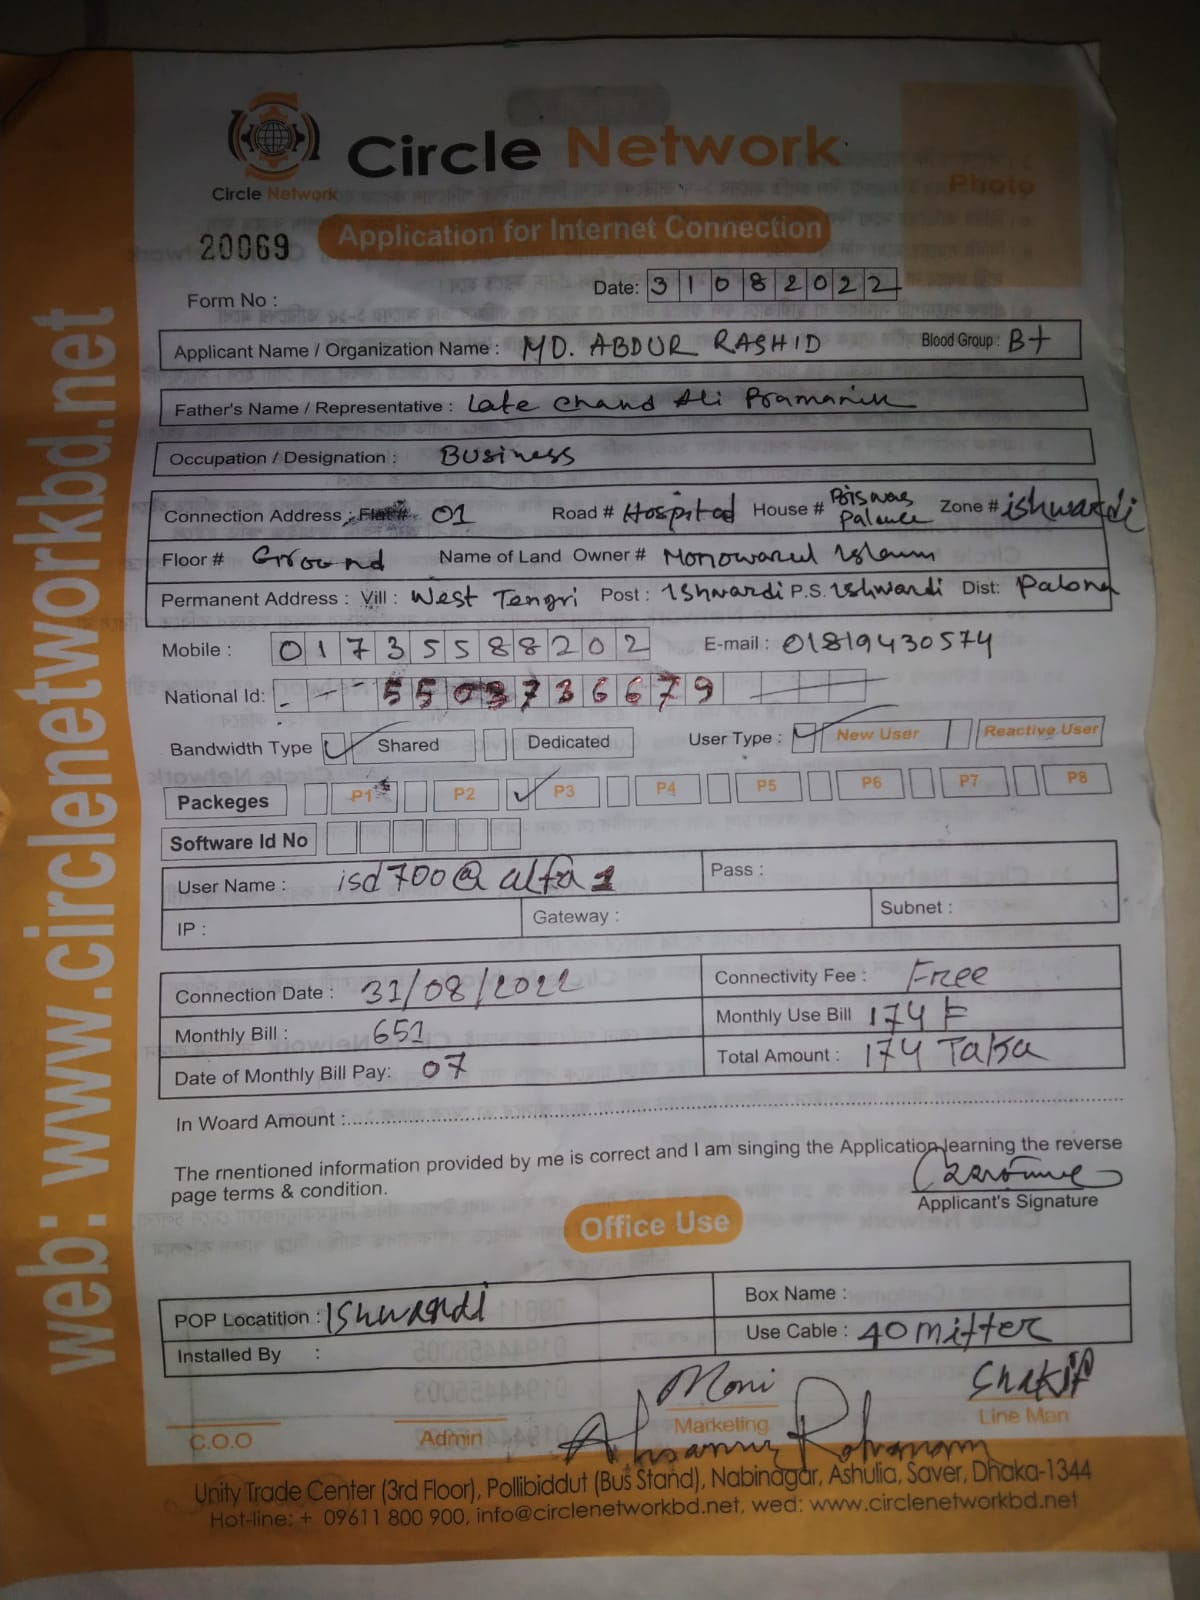 Circle Network
Circle Network
Photo
20069
Application for Internet Connection
Form No :
Date: 31082022
Applicant Name / Organization Name : MD. ABDUR RASHID Blood Group : B+
Father's Name / Representative : Late Chand Ali Pramanik
Occupation / Designation : Business
Connection Address : Flat # 01 Road # Hospital House # Biswas Palace Zone # ishwardi
Floor # Ground Name of Land Owner # Monowarul Islam
Permanent Address : Vill : West Tengri Post : Ishwardi P.S. Ishwardi Dist: Pabna
Mobile : 01735588202 E-mail : 01819430574
National Id: 5503736679
Bandwidth Type Shared Dedicated User Type : New User Reactive User
Packeges P1 P2 P3 P4 P5 P6 P7 P8
Software Id No
User Name : isd700@alfa1 Pass :
IP : Gateway : Subnet :
Connection Date : 31/08/2022 Connectivity Fee : Free
Monthly Bill : 651 Monthly Use Bill 174
Date of Monthly Bill Pay: 07 Total Amount : 174 Taka
In Woard Amount :
The rnentioned information provided by me is correct and I am singing the Application learning the reverse
page terms & condition.
Applicant's Signature
Office Use
POP Locatition : Ishwardi Box Name :
Installed By : Use Cable : 40 mitter
Moni Shakif
C.O.O Admin Marketing Line Man
Unity Trade Center (3rd Floor), Pollibiddut (Bus Stand), Nabinagar, Ashulia, Saver, Dhaka-1344
Hot-line: + 09611 800 900, info@circlenetworkbd.net, wed: www.circlenetworkbd.net
web: www.circlenetworkbd.net